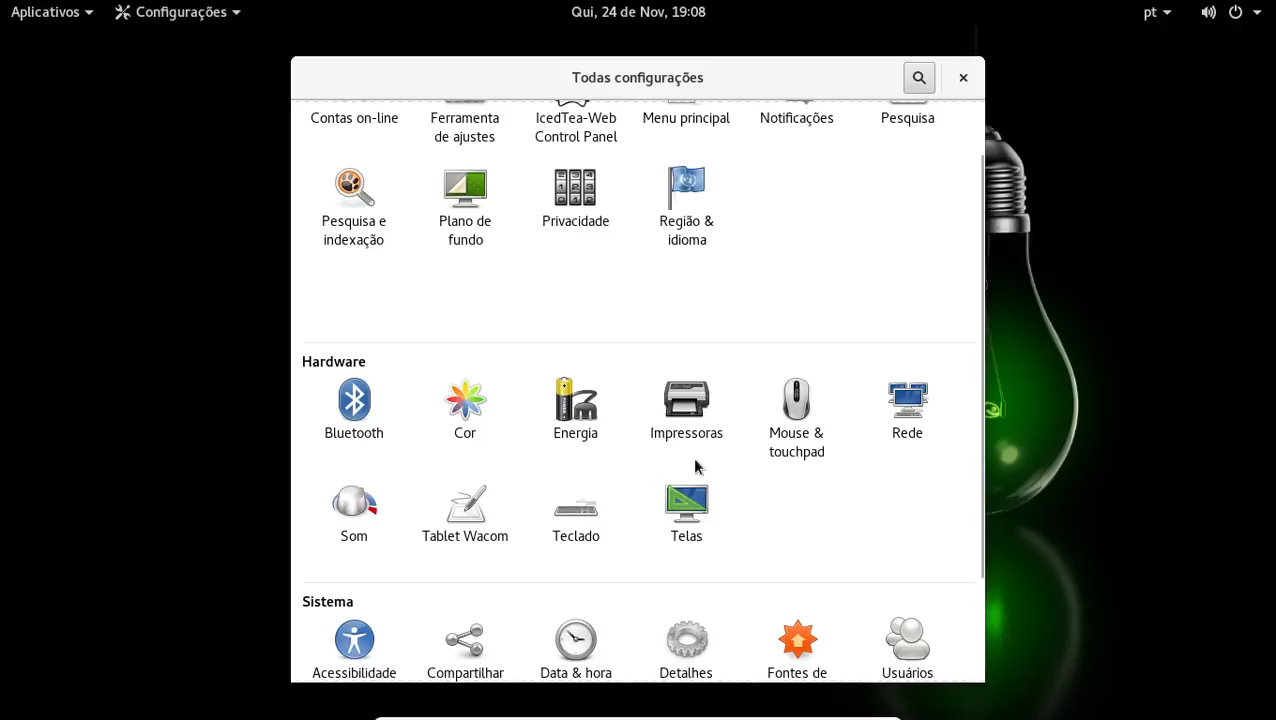 Aplicativos Configurações Qui, 24 de Nov, 19:08 pt
Todas configurações
Contas on-line
Ferramenta
de ajustes
IcedTea-Web
Control Panel
Menu principal
Notificações
Pesquisa
Pesquisa e
indexação
Plano de
fundo
Privacidade
Região &
idioma
Hardware
Bluetooth
Cor
Energia
Impressoras
Mouse &
touchpad
Rede
Som
Tablet Wacom
Teclado
Telas
Sistema
Acessibilidade
Compartilhar
Data & hora
Detalhes
Fontes de
Usuários